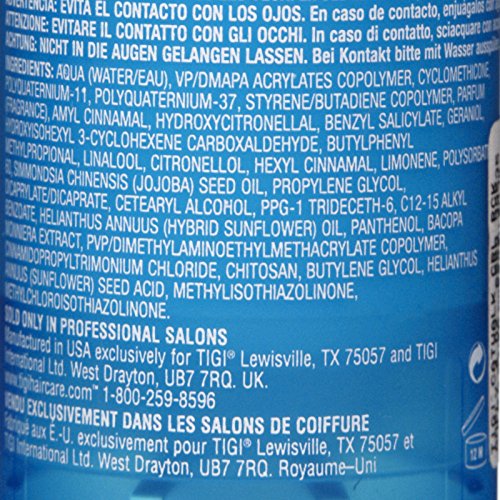 ADVERTENCIA: EVITA EL CONTACTO CON LOS OJOS. En caso de contacto, enjuágalos con
ATTENZIONE: EVITARE IL CONTATTO CON GLI OCCHI. In caso di contatto, sciacquare con
ACHTUNG: NICHT IN DIE AUGEN GELANGEN LASSEN. Bei Kontakt bitte mit Wasser
INGREDIENTS: AQUA (WATER/EAU), VP/DMAPA ACRYLATES COPOLYMER, CYCLOMETHICONE,
POLYQUATERNIUM-11, POLYQUATERNIUM-37, STYRENE/BUTADIENE COPOLYMER, PARFUM
(FRAGRANCE), AMYL CINNAMAL, HYDROXYCITRONELLAL, BENZYL SALICYLATE, GERANIOL,
HYDROXYISOHEXYL 3-CYCLOHEXENE CARBOXALDEHYDE, BUTYLPHENYL
METHYLPROPIONAL, LINALOOL, CITRONELLOL, HEXYL CINNAMAL, LIMONENE,
SIMMONDSIA CHINENSIS (JOJOBA) SEED OIL, PROPYLENE GLYCOL,
DICAPRYLATE/DICAPRATE, CETEARYL ALCOHOL, PPG-1 TRIDECETH-6, C12-15 ALKYL
BENZOATE, HELIANTHUS ANNUUS (HYBRID SUNFLOWER) OIL, PANTHENOL, BACOPA
MONNIERA EXTRACT, PVP/DIMETHYLAMINOETHYLMETHACRYLATE COPOLYMER,
CINNAMIDOPROPYLTRIMONIUM CHLORIDE, CHITOSAN, BUTYLENE GLYCOL, HELIANTHUS
ANNUUS (SUNFLOWER) SEED ACID, METHYLISOTHIAZOLINONE,
METHYLCHLOROISOTHIAZOLINONE.
SOLD ONLY IN PROFESSIONAL SALONS
Manufactured in USA exclusively for TIGI® Lewisville, TX 75057 and TIGI
International Ltd. West Drayton, UB7 7RQ. UK.
www.tigihaircare.com™ 1-800-259-8596
VENDU EXCLUSIVEMENT DANS LES SALONS DE COIFFURE
Fabriqué aux É.-U. exclusivement pour TIGI® Lewisville, TX 75057 et
TIGI International Ltd. West Drayton, UB7 7RQ. Royaume–Uni
12 M